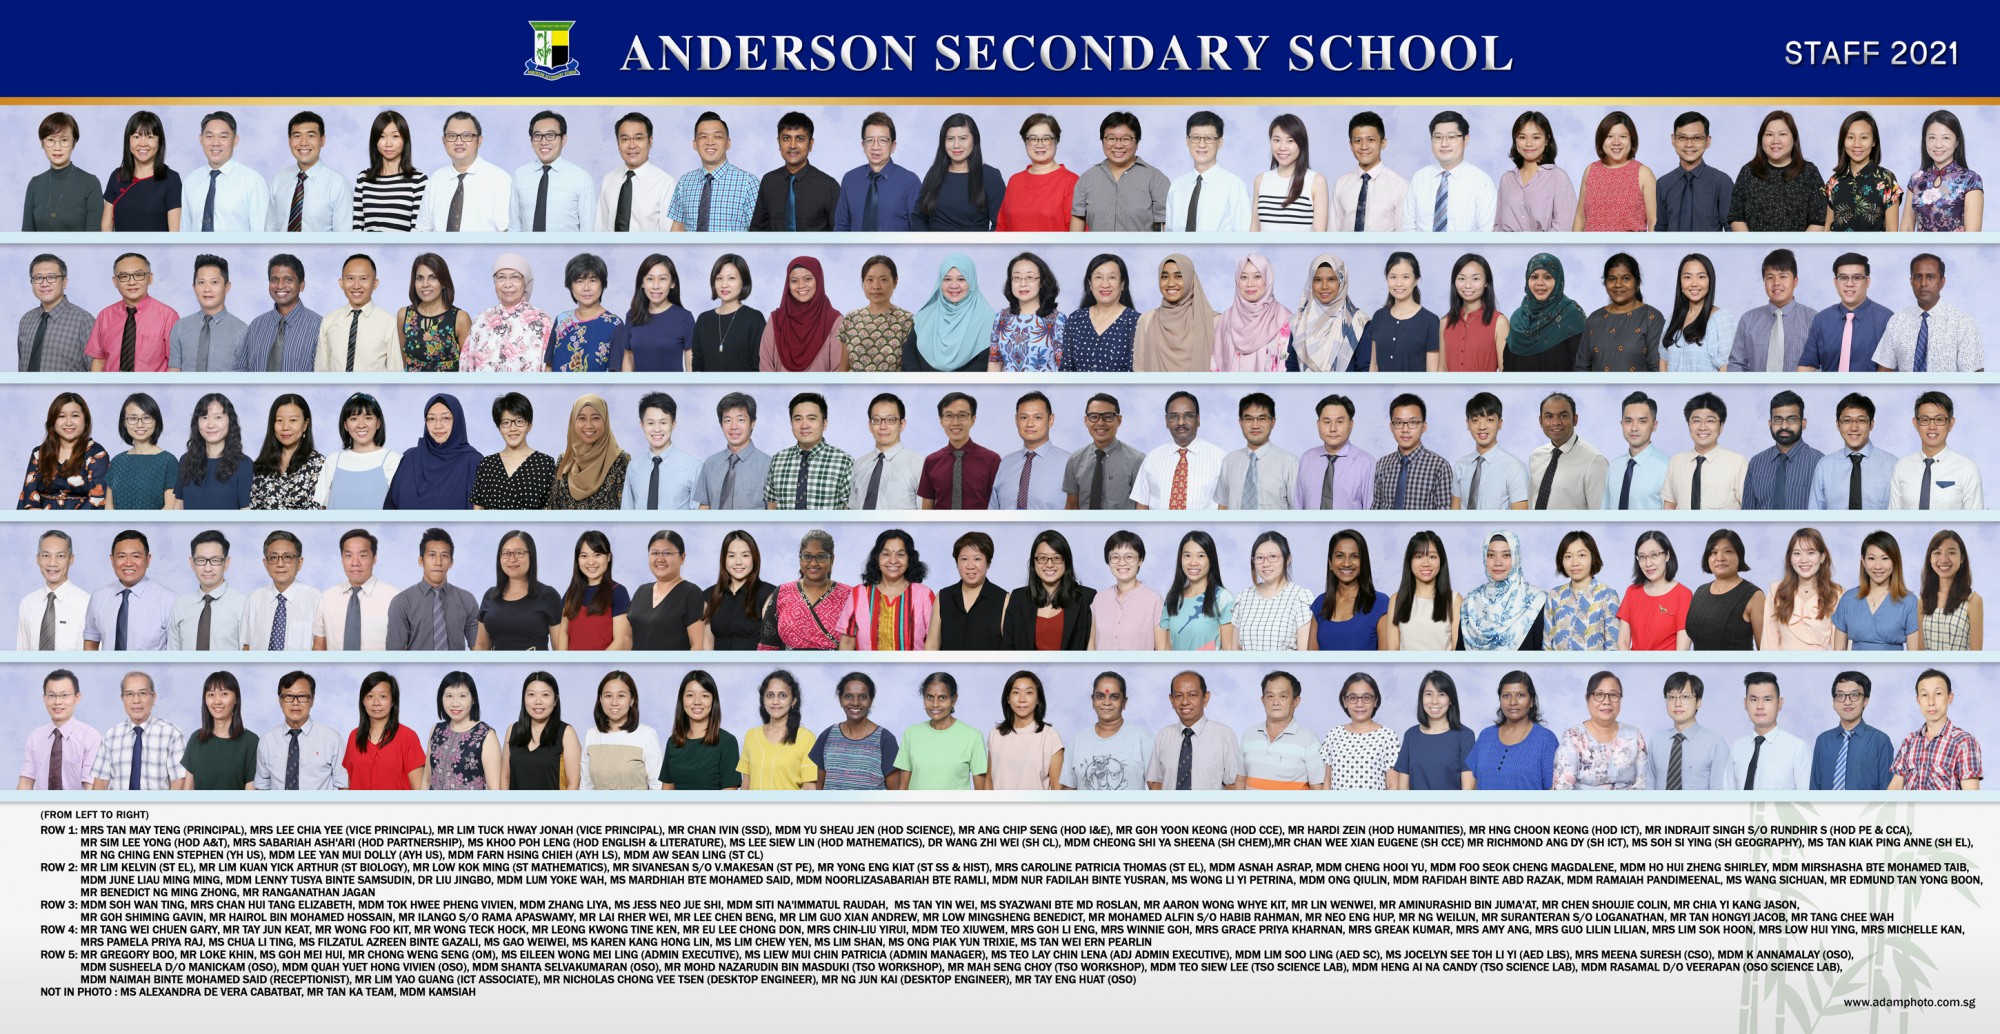 ANDERSON SECONDARY SCHOOL
STAFF 2021
(FROM LEFT TO RIGHT)
ROW 1: MRS TAN MAY TENG (PRINCIPAL), MRS LEE CHIA YEE (VICE PRINCIPAL), MR LIM TUCK HWAY JONAH (VICE PRINCIPAL), MR CHAN IVIN (SSD), MDM YU SHEAU JEN (HOD SCIENCE), MR ANG CHIP SENG (HOD I&E), MR GOH YOON KEONG (HOD CCE), MR HARDI ZEIN (HOD HUMANITIES), MR HNG CHOON KEONG (HOD ICT), MR INDRAJIT SINGH S/O RUNDHIR S (HOD PE & CCA),
MR SIM LEE YONG (HOD A&T), MRS SABARIAH ASH'ARI (HOD PARTNERSHIP), MS KHOO POH LENG (HOD ENGLISH & LITERATURE), MS LEE SIEW LIN (HOD MATHEMATICS), DR WANG ZHI WEI (SH CL), MDM CHEONG SHI YA SHEENA (SH CHEM),MR CHAN WEE XIAN EUGENE (SH CCE) MR RICHMOND ANG DY (SH ICT), MS SOH SI YING (SH GEOGRAPHY), MS TAN KIAK PING ANNE (SH EL),
MR NG CHING ENN STEPHEN (YH US), MDM LEE YAN MUI DOLLY (AYH US), MDM FARN HSING CHIEH (AYH LS), MDM AW SEAN LING (ST CL)
ROW 2: MR LIM KELVIN (ST EL), MR LIM KUAN YICK ARTHUR (ST BIOLOGY), MR LOW KOK MING (ST MATHEMATICS), MR SIVANESAN S/O V.MAKESAN (ST PE), MR YONG ENG KIAT (ST SS & HIST), MRS CAROLINE PATRICIA THOMAS (ST EL), MDM ASNAH ASRAP, MDM CHENG HOOI YU, MDM FOO SEOK CHENG MAGDALENE, MDM HO HUI ZHENG SHIRLEY, MDM MIRSHASHA BTE MOHAMED TAIB,
MDM JUNE LIAU MING MING, MDM LENNY TUSYA BINTE SAMSUDIN, DR LIU JINGBO, MDM LUM YOKE WAH, MS MARDHIAH BTE MOHAMED SAID, MDM NOORLIZASABARIAH BTE RAMLI, MDM NUR FADILAH BINTE YUSRAN, MS WONG LI YI PETRINA, MDM ONG QIULIN, MDM RAFIDAH BINTE ABD RAZAK, MDM RAMAIAH PANDIMEENAL, MS WANG SICHUAN, MR EDMUND TAN YONG BOON,
MR BENEDICT NG MING ZHONG, MR RANGANATHAN JAGAN
ROW 3: MDM SOH WAN TING, MRS CHAN HUI TANG ELIZABETH, MDM TOK HWEE PHENG VIVIEN, MDM ZHANG LIYA, MS JESS NEO JUE SHI, MDM SITI NA'IMMATUL RAUDAH, MS TAN YIN WEI, MS SYAZWANI BTE MD ROSLAN, MR AARON WONG WHYE KIT, MR LIN WENWEI, MR AMINURASHID BIN JUMA'AT, MR CHEN SHOUJIE COLIN, MR CHIA YI KANG JASON,
MR GOH SHIMING GAVIN, MR HAIROL BIN MOHAMED HOSSAIN, MR ILANGO S/O RAMA APASWAMY, MR LAI RHER WEI, MR LEE CHEN BENG, MR LIM GUO XIAN ANDREW, MR LOW MINGSHENG BENEDICT, MR MOHAMED ALFIN S/O HABIB RAHMAN, MR NEO ENG HUP, MR NG WEILUN, MR SURANTERAN S/O LOGANATHAN, MR TAN HONGYI JACOB, MR TANG CHEE WAH
ROW 4: MR TANG WEI CHUEN GARY, MR TAY JUN KEAT, MR WONG FOO KIT, MR WONG TECK HOCK, MR LEONG KWONG TINE KEN, MR EU LEE CHONG DON, MRS CHIN-LIU YIRUI, MDM TEO XIUWEM, MRS GOH LI ENG, MRS WINNIE GOH, MRS GRACE PRIYA KHARNAN, MRS GREAK KUMAR, MRS AMY ANG, MRS GUO LILIN LILIAN, MRS LIM SOK HOON, MRS LOW HUI YING, MRS MICHELLE KAN,
MRS PAMELA PRIYA RAJ, MS CHUA LI TING, MS FILZATUL AZREEN BINTE GAZALI, MS GAO WEIWEI, MS KAREN KANG HONG LIN, MS LIM CHEW YEN, MS LIM SHAN, MS ONG PIAK YUN TRIXIE, MS TAN WEI ERN PEARLIN
ROW 5: MR GREGORY BOO, MR LOKE KHIN, MS GOH MEI HUI, MR CHONG WENG SENG (OM), MS EILEEN WONG MEI LING (ADMIN EXECUTIVE), MS LIEW MUI CHIN PATRICIA (ADMIN MANAGER), MS TEO LAY CHIN LENA (ADJ ADMIN EXECUTIVE), MDM LIM SOO LING (AED SC), MS JOCELYN SEE TOH LI YI (AED LBS), MRS MEENA SURESH (CSO), MDM K ANNAMALAY (OSO),
MDM SUSHEELA D/O MANICKAM (OSO), MDM QUAH YUET HONG VIVIEN (OSO), MDM SHANTA SELVAKUMARAN (OSO), MR MOHD NAZARUDIN BIN MASDUKI (TSO WORKSHOP), MR MAH SENG CHOY (TSO WORKSHOP), MDM TEO SIEW LEE (TSO SCIENCE LAB), MDM HENG AI NA CANDY (TSO SCIENCE LAB), MDM RASAMAL D/O VEERAPAN (OSO SCIENCE LAB),
MDM NAIMAH BINTE MOHAMED SAID (RECEPTIONIST), MR LIM YAO GUANG (ICT ASSOCIATE), MR NICHOLAS CHONG VEE TSEN (DESKTOP ENGINEER), MR NG JUN KAI (DESKTOP ENGINEER), MR TAY ENG HUAT (OSO)
NOT IN PHOTO : MS ALEXANDRA DE VERA CABATBAT, MR TAN KA TEAM, MDM KAMSIAH
www.adamphoto.com.sg